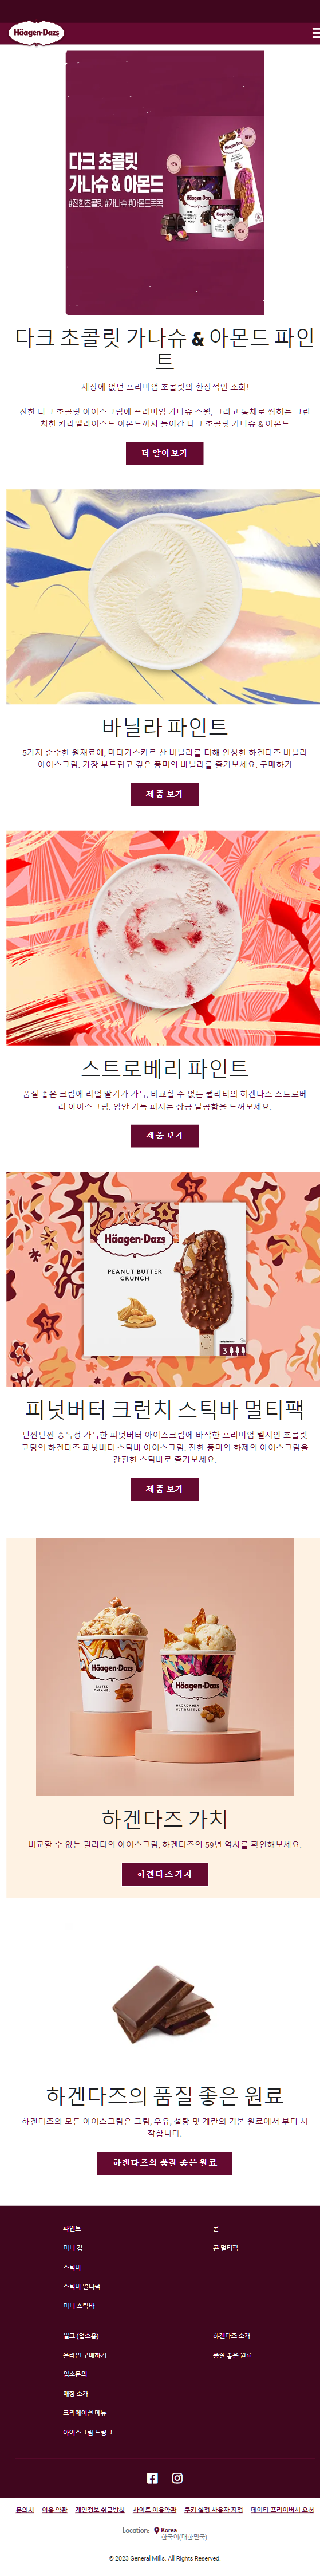 Häagen-Dazs
다크 초콜릿
가나슈 & 아몬드
#진한초콜릿 #가나슈 #아몬드콕콕
NEW
NEW
NEW
NEW
다크 초콜릿 가나슈 & 아몬드 파인
트
세상에 없던 프리미엄 초콜릿의 환상적인 조화!
진한 다크 초콜릿 아이스크림에 프리미엄 가나슈 스월, 그리고 통채로 씹히는 크런
치한 카라멜라이즈드 아몬드까지 들어간 다크 초콜릿 가나슈 & 아몬드
더 알아보기
바닐라 파인트
5가지 순수한 원재료에, 마다가스카르 산 바닐라를 더해 완성한 하겐다즈 바닐라
아이스크림. 가장 부드럽고 깊은 풍미의 바닐라를 즐겨보세요. 구매하기
제품 보기
스트로베리 파인트
품질 좋은 크림에 리얼 딸기가 가득, 비교할 수 없는 퀄리티의 하겐다즈 스트로베
리 아이스크림. 입안 가득 퍼지는 상큼 달콤함을 느껴보세요.
제품 보기
Häagen-Dazs
PEANUT BUTTER
CRUNCH
3
피넛버터 크런치 스틱바 멀티팩
단짠단짠 중독성 가득한 피넛버터 아이스크림에 바삭한 프리미엄 벨지안 초콜릿
코팅의 하겐다즈 피넛버터 스틱바 아이스크림. 진한 풍미의 화제의 아이스크림을
간편한 스틱바로 즐겨보세요.
제품 보기
Häagen-Dazs
SALTED
CARAMEL
Häagen-Dazs
MACADAMIA
NUT BRITTLE
하겐다즈 가치
비교할 수 없는 퀄리티의 아이스크림, 하겐다즈의 59년 역사를 확인해보세요.
하겐다즈 가치
하겐다즈의 품질 좋은 원료
하겐다즈의 모든 아이스크림은 크림, 우유, 설탕 및 계란의 기본 원료에서 부터 시
작합니다.
하겐다즈의 품질 좋은 원료
파인트
미니 컵
스틱바
스틱바 멀티팩
미니 스틱바
콘
콘 멀티팩
벌크 (업소용)
온라인 구매하기
업소문의
매장 소개
크리에이션 메뉴
아이스크림 드링크
하겐다즈 소개
품질 좋은 원료
문의처 이용 약관 개인정보 취급방침 사이트 이용약관 쿠키 설정 사용자 지정 데이터 프라이버시 요청
Location: Korea
한국어(대한민국)
© 2023 General Mills. All Rights Reserved.